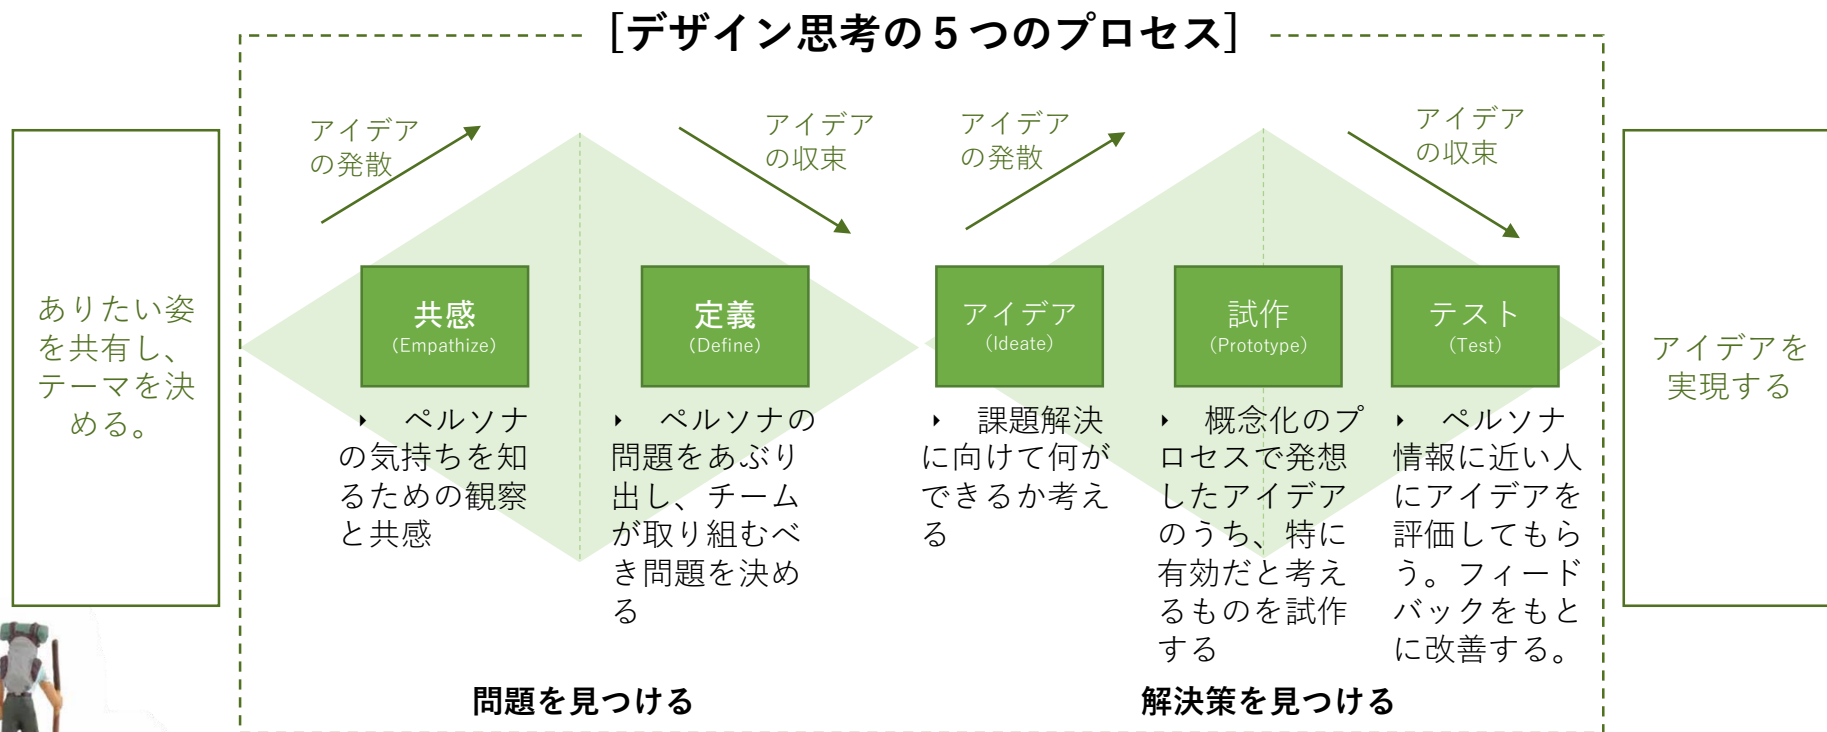 [デザイン思考の５つのプロセス]
ありたい姿
を共有し、
テーマを決
める。
アイデア
の発散
アイデア
の収束
アイデア
の発散
アイデア
の収束
共感
(Empathize)
定義
(Define)
アイデア
(Ideate)
試作
(Prototype)
テスト
(Test)
‣ ペルソナ
の気持ちを知
るための観察
と共感
‣ ペルソナの
問題をあぶり
出し、チーム
が取り組むべ
き問題を決め
る
‣ 課題解決
に向けて何が
できるか考え
る
‣ 概念化のプ
ロセスで発想
したアイデア
のうち、特に
有効だと考え
るものを試作
する
‣ ペルソナ
情報に近い人
にアイデアを
評価してもら
う。フィード
バックをもと
に改善する。
問題を見つける
解決策を見つける
アイデアを
実現する